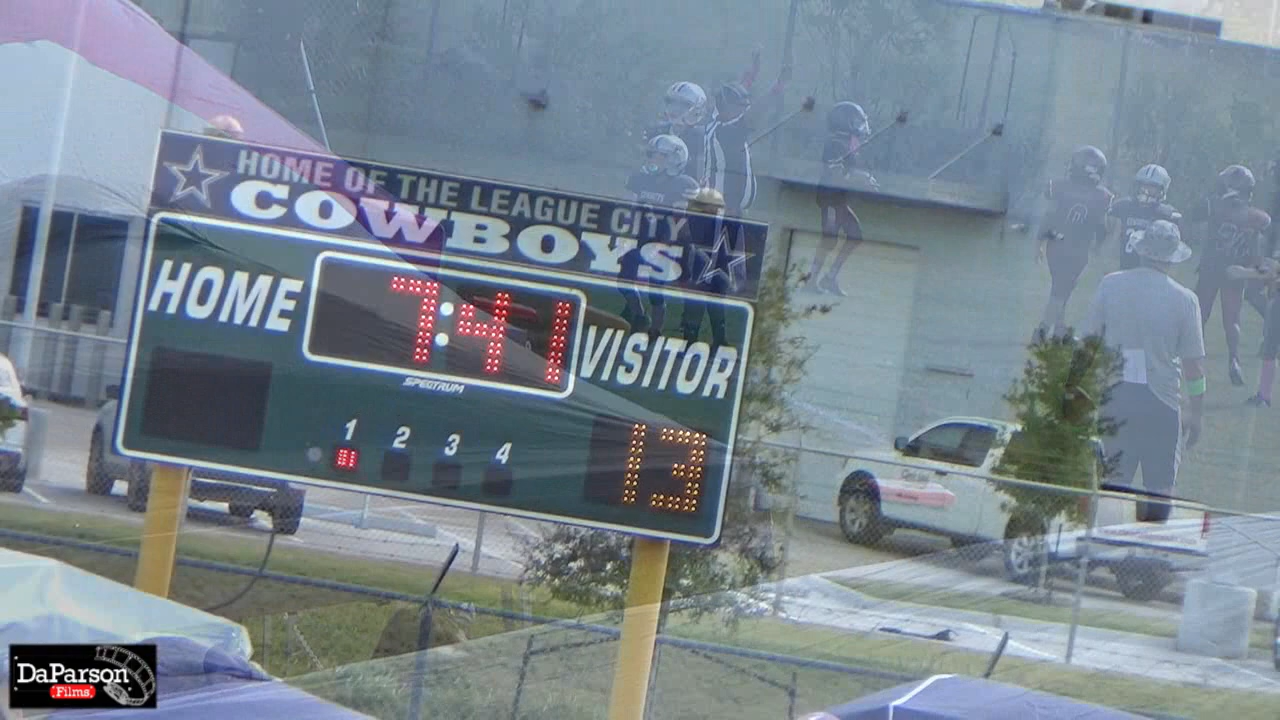 HOME OF THE LEAGUE CITY
COWBOYS
HOME
7:41
VISITOR
SPECTRUM
1 2 3 4
13
DaParson
Films